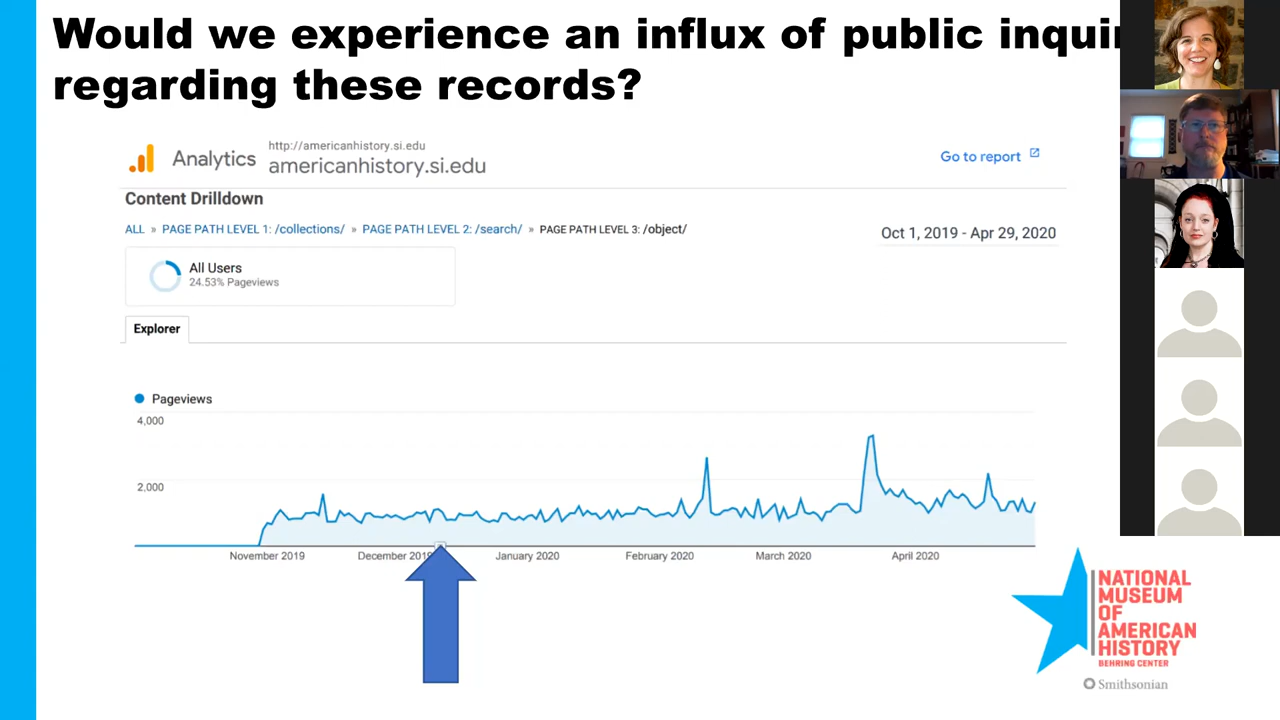 Would we experience an influx of public
regarding these records?
Analytics
http://americanhistory.si.edu
americanhistory.si.edu
Go to report
Content Drilldown
ALL » PAGE PATH LEVEL 1: /collections/ » PAGE PATH LEVEL 2: /search/ » PAGE PATH LEVEL 3: /object/
Oct 1, 2019 - Apr 29, 2020
All Users
24.53% Pageviews
Explorer
Pageviews
4,000
2,000
November 2019 December 2019 January 2020 February 2020 March 2020 April 2020
NATIONAL
MUSEUM
OF
AMERICAN
HISTORY
BEHRING CENTER
Smithsonian